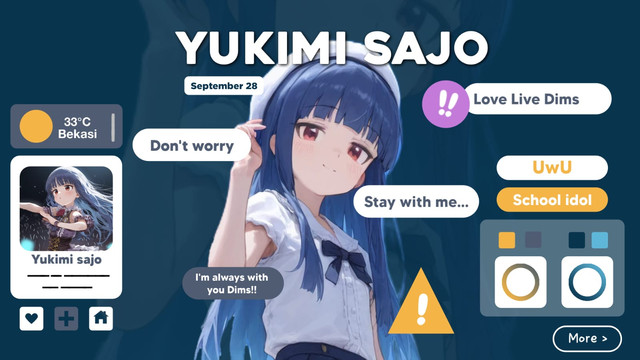 YUKIMI SAJO
September 28
!!
Love Live Dims
33°C
Bekasi
Don't worry
UwU
Stay with me...
School idol
Yukimi sajo
I'm always with
you Dims!!
!
More >